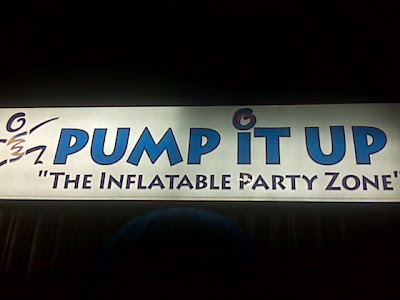 PUMP iT UP
"THE INFLATABLE PARTY ZONE"